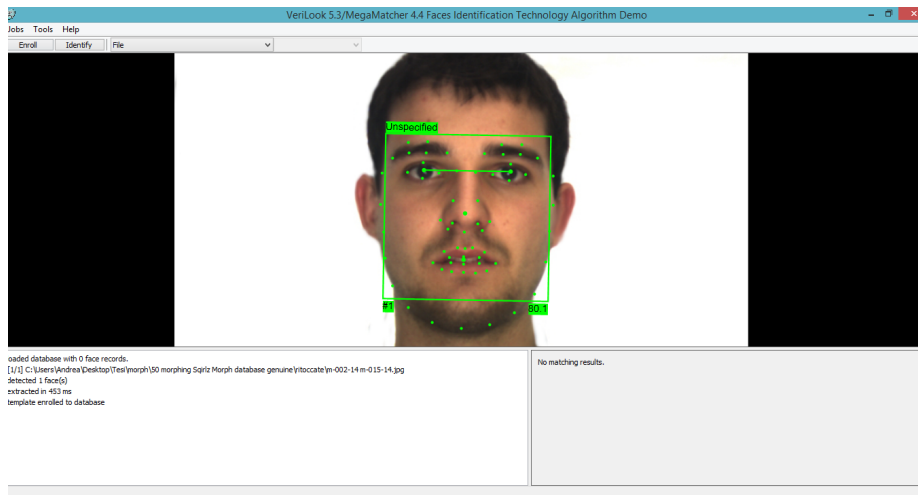 VeriLook 5.3/MegaMatcher 4.4 Faces Identification Technology Algorithm Demo
Jobs Tools Help
Enroll Identify File
Unspecified
#1 80.1
oaded database with 0 face records.
[1/1] C:\Users\Andrea\Desktop\Tesi\morph\50 morphing Sqirlz Morph database genuine\ritoccate\m-002-14 m-015-14.jpg
detected 1 face(s)
extracted in 453 ms
template enrolled to database
No matching results.